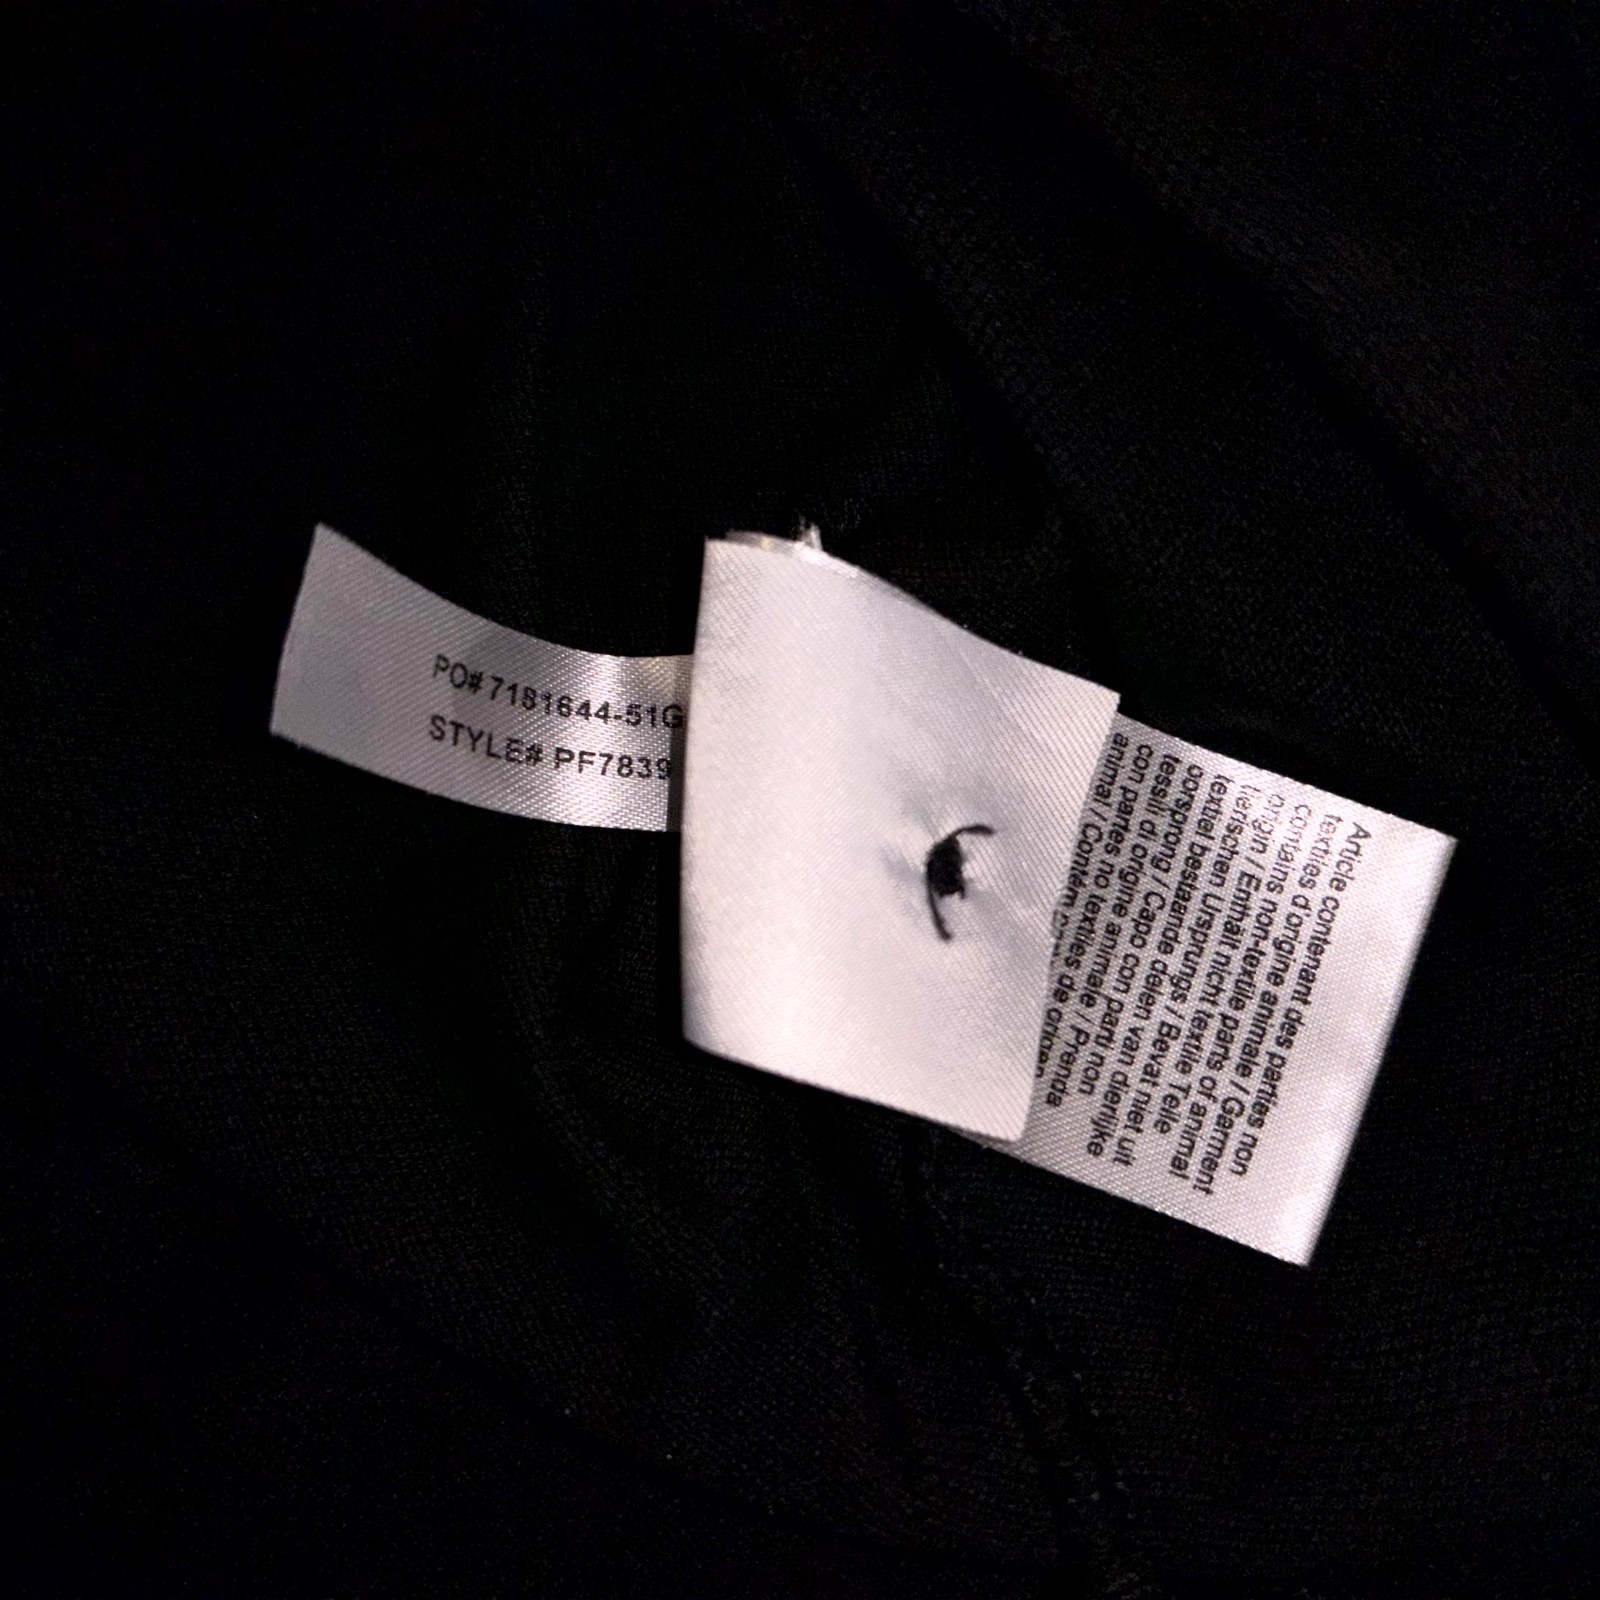 PO# 7181644-51G
STYLE# PF7839
Article contenant des parties non
textiles d'origine animale / Garment
contains non-textile parts of animal
origin / Enthält nicht textile Teile
tierischen Ursprungs / Bevat niet uit
textiel bestaande delen van dierlijke
oorsprong / Capo con parti non
tessili di origine animale / Prenda
con partes no textiles de origen
animal / Contém